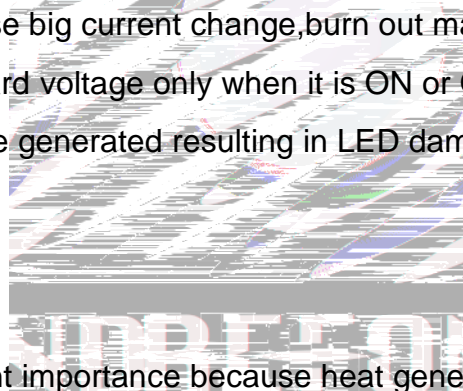 se big current change,burn out ma
rd voltage only when it is ON or
e generated resulting in LED dam
nt importance because heat gene